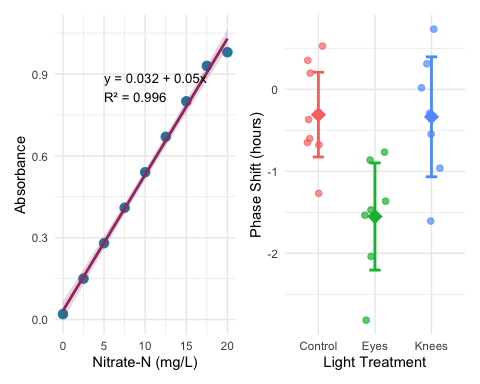 y = 0.032 + 0.05x
R² = 0.996
Absorbance
0.9
0.6
0.3
0.0
0 5 10 15 20
Nitrate-N (mg/L)
Phase Shift (hours)
0
-1
-2
Control Eyes Knees
Light Treatment